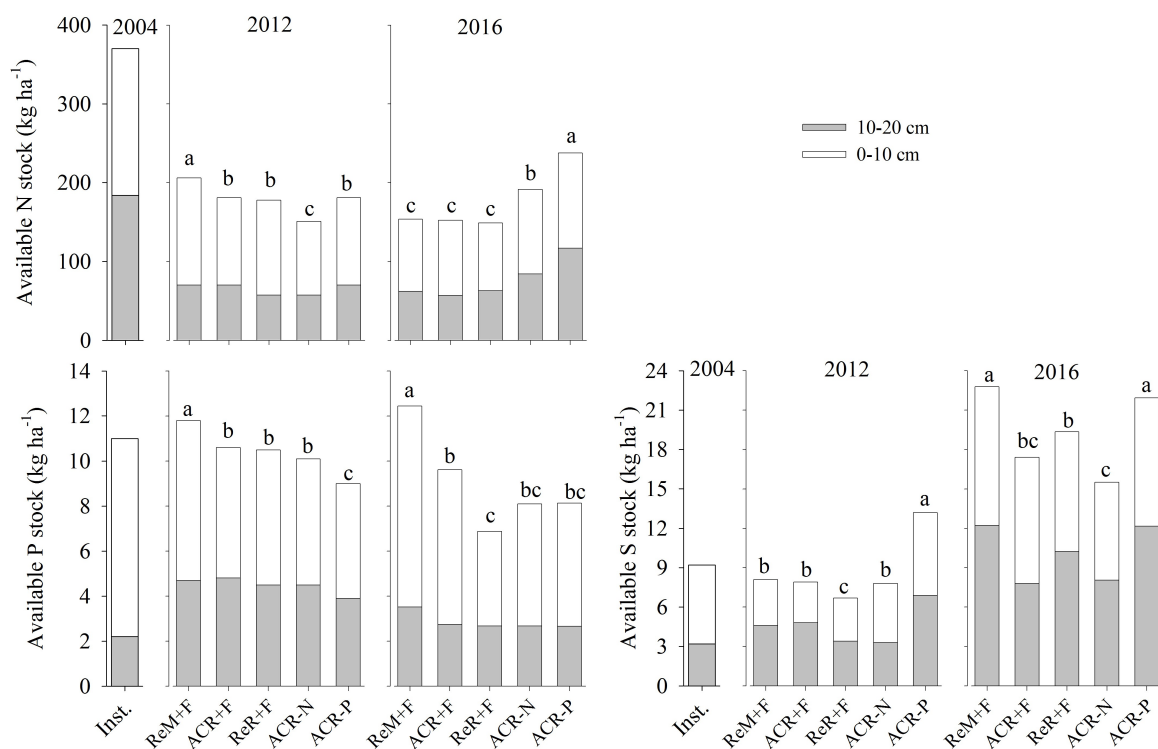 2004 2012 2016
Available N stock (kg ha⁻¹)
400
300
200
100
0
a b b c b
c c c b a
10-20 cm
0-10 cm
Available P stock (kg ha⁻¹)
14
12
10
8
6
4
2
0
a b b b c
a b c bc bc
Inst. ReM+F ACR+F ReR+F ACR-N ACR-P ReM+F ACR+F ReR+F ACR-N ACR-P
2004 2012 2016
Available S stock (kg ha⁻¹)
24
21
18
15
12
9
6
3
0
b b c b a
a bc b c a
Inst. ReM+F ACR+F ReR+F ACR-N ACR-P ReM+F ACR+F ReR+F ACR-N ACR-P